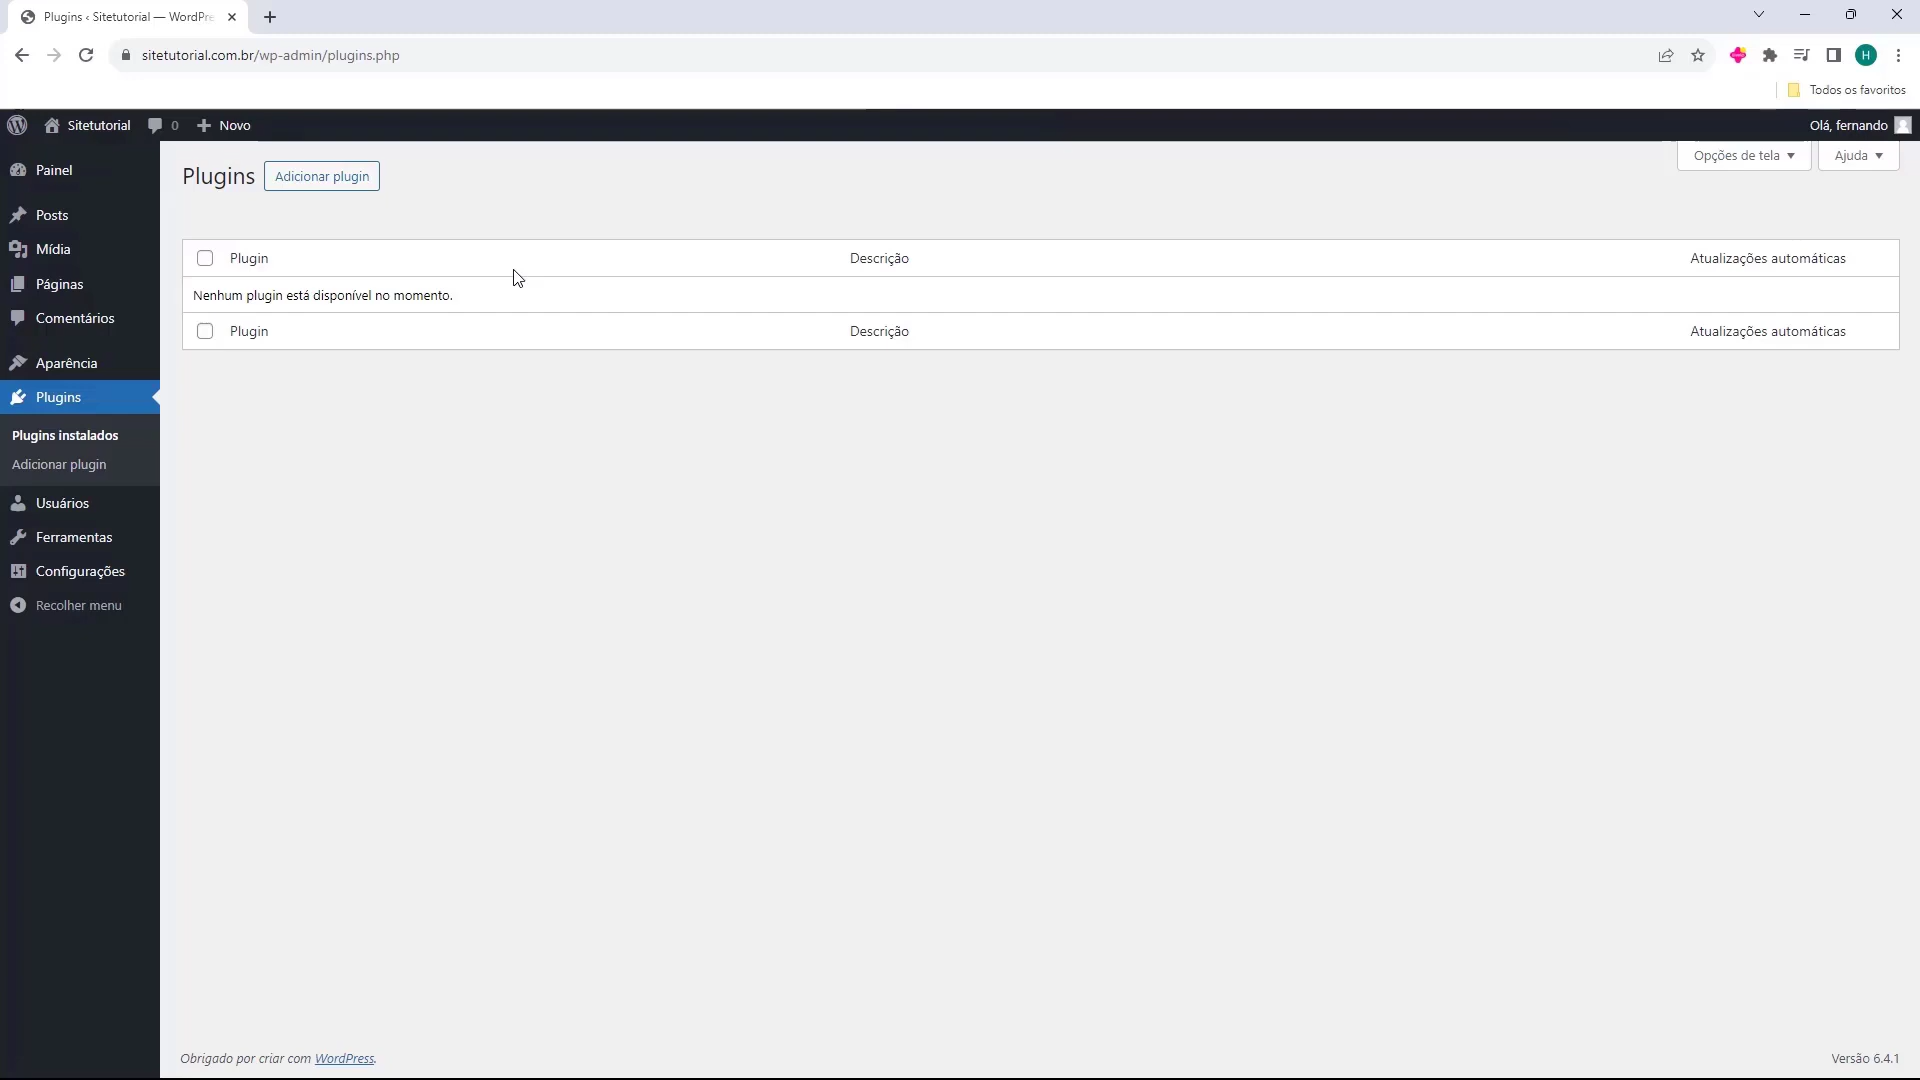 Plugins ‹ Sitetutorial — WordPre
sitetutorial.com.br/wp-admin/plugins.php
H
Todos os favoritos
Sitetutorial
0
Novo
Olá, fernando
Opções de tela
Ajuda
Painel
Posts
Mídia
Páginas
Comentários
Aparência
Plugins
Plugins instalados
Adicionar plugin
Usuários
Ferramentas
Configurações
Recolher menu
Plugins
Adicionar plugin
Plugin Descrição Atualizações automáticas
Nenhum plugin está disponível no momento.
Plugin Descrição Atualizações automáticas
Obrigado por criar com WordPress.
Versão 6.4.1